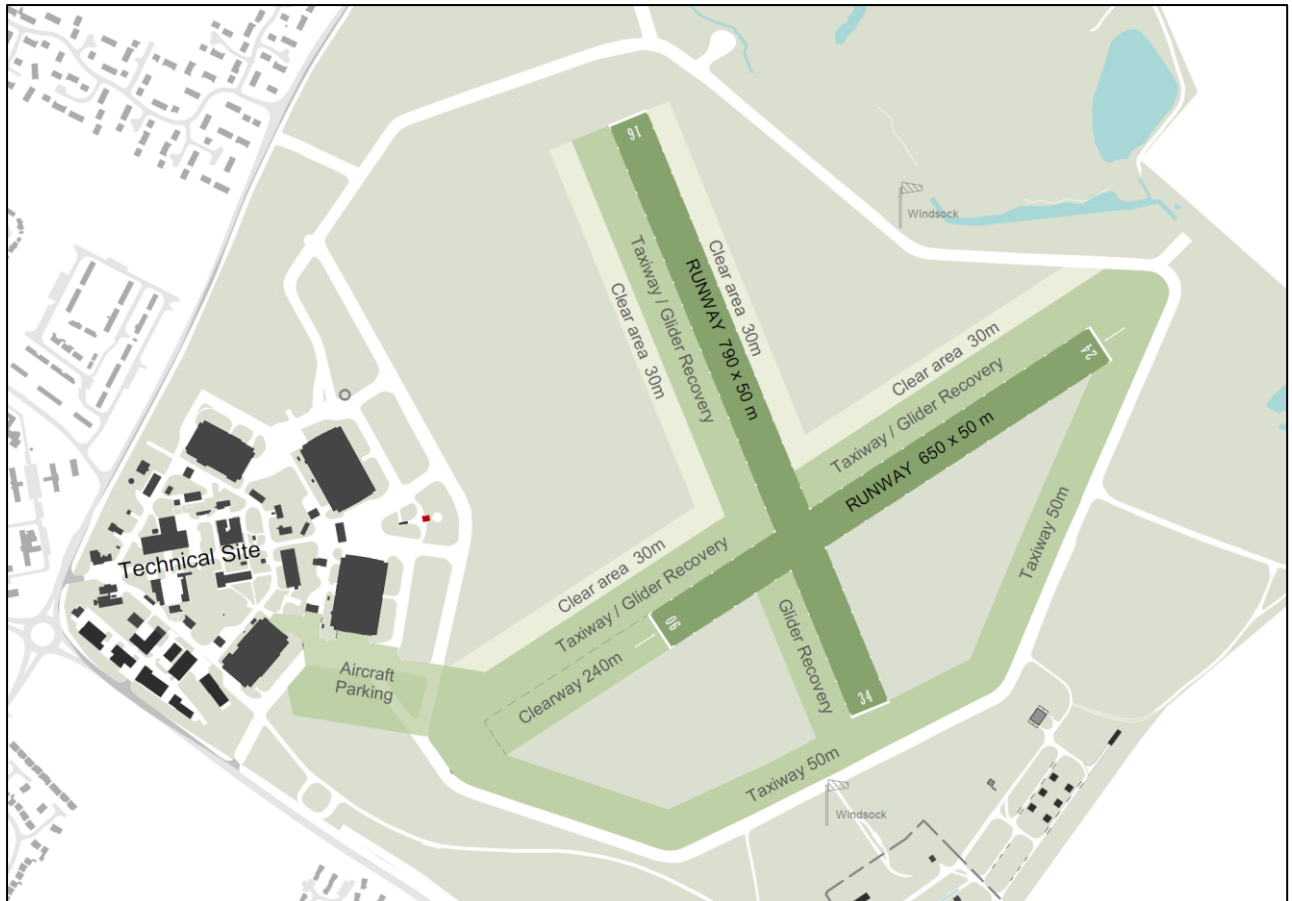 16
Windsock
Taxiway / Glider Recovery
RUNWAY 790 x 50 m
Clear area 30m
Clear area 30m
Clear area 30m
24
Taxiway / Glider Recovery
RUNWAY 650 x 50 m
Taxiway 50m
Technical Site
Clear area 30m
Taxiway / Glider Recovery
06
Clearway 240m
Aircraft
Parking
Glider Recovery
34
Taxiway 50m
Windsock